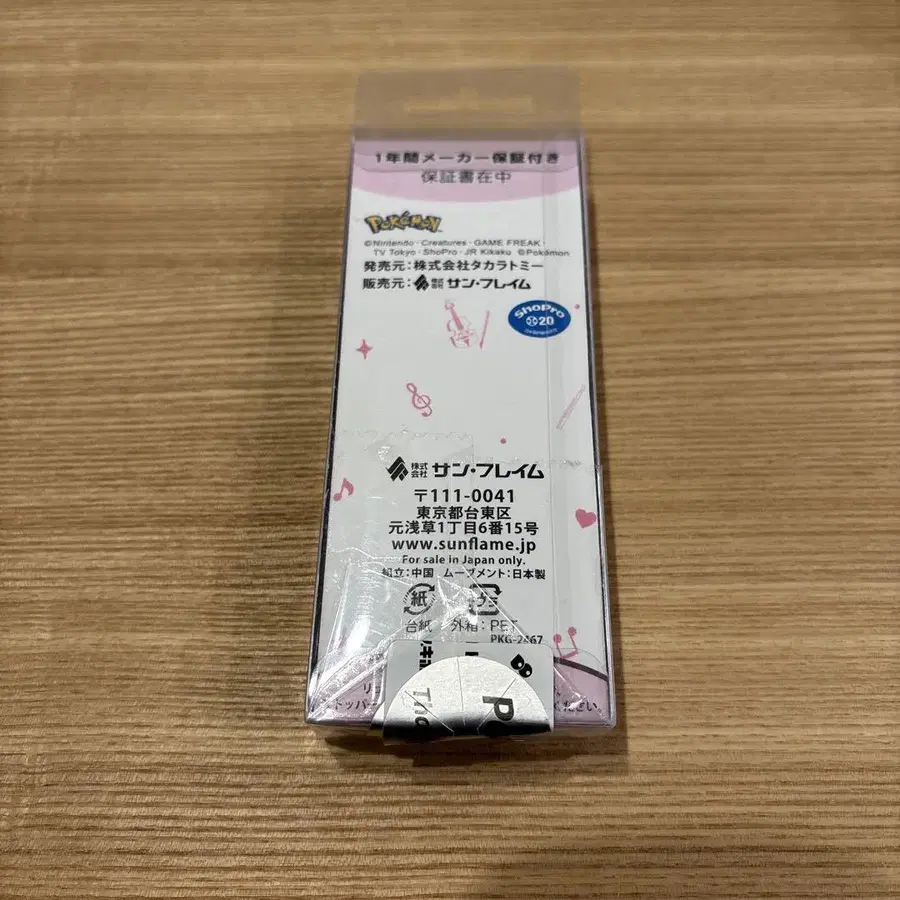 1年間メーカー保証付き
保証書在中
POKéMON
©Nintendo・Creatures・GAME FREAK・
TV Tokyo・ShoPro・JR Kikaku ©Pokémon
発売元:株式会社タカラトミー
販売元: 株式会社 サン・フレイム
ShoPro
20
株式会社 サン・フレイム
〒111-0041
東京都台東区
元浅草1丁目6番15号
www.sunflame.jp
For sale in Japan only.
組立:中国 ムーブメント:日本製
紙 プラ
台紙 外箱:PET
PKG-2467